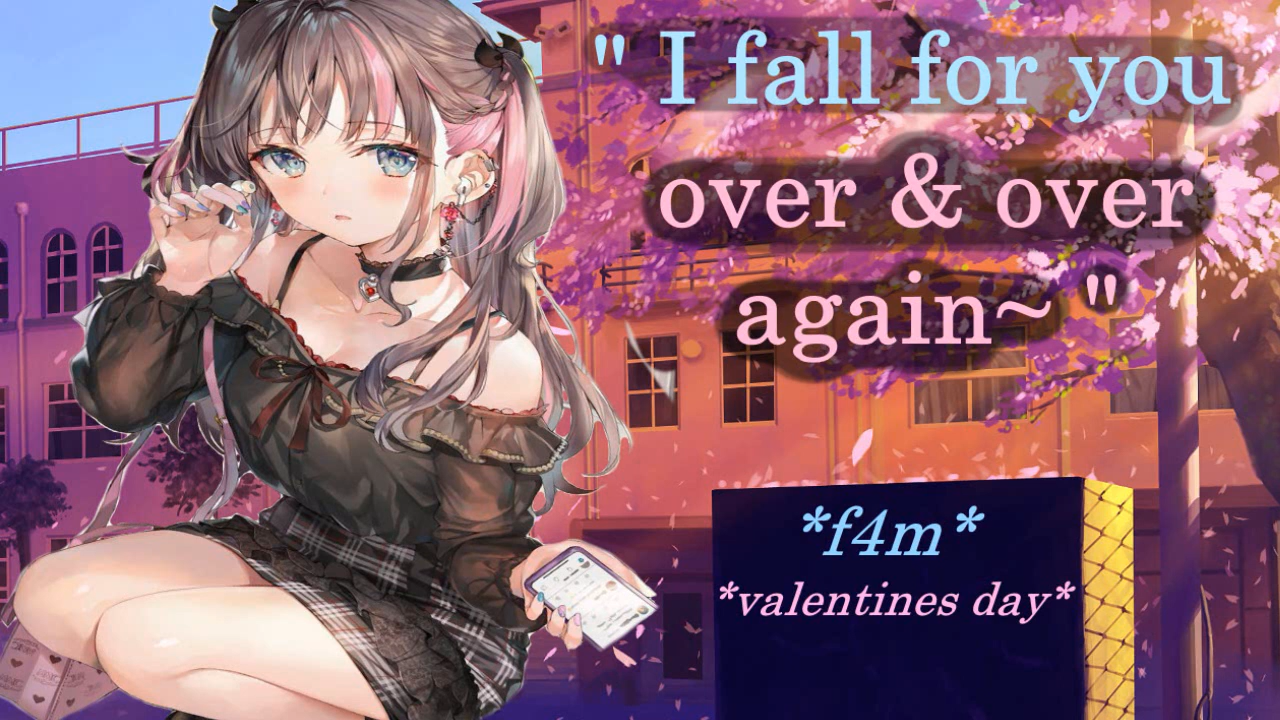 " I fall for you
over & over
again~ "
*f4m*
*valentines day*